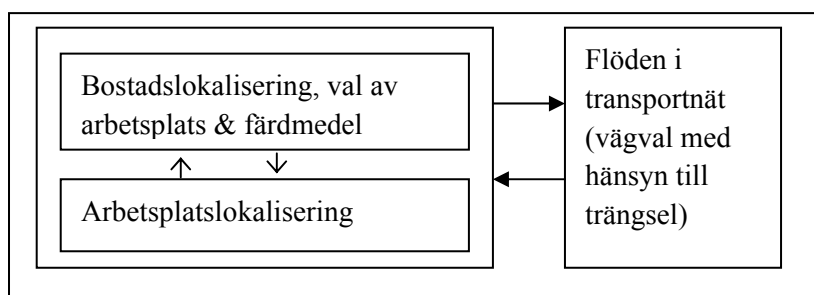 Bostadslokalisering, val av
arbetsplats & färdmedel
Arbetsplatslokalisering
Flöden i
transportnät
(vägval med
hänsyn till
trängsel)